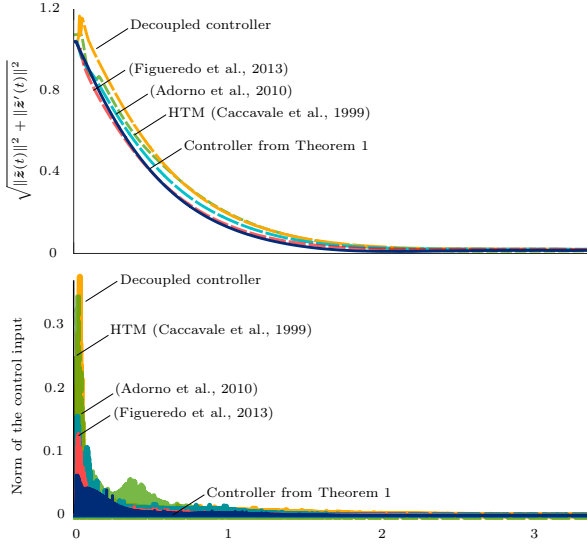 1.2
Decoupled controller
(Figueredo et al., 2013)
0.8
(Adorno et al., 2010)
HTM (Caccavale et al., 1999)
Controller from Theorem 1
0.4
0
√‖z̄(t)‖² + ‖z̄′(t)‖²
Decoupled controller
0.3
HTM (Caccavale et al., 1999)
0.2
(Adorno et al., 2010)
(Figueredo et al., 2013)
0.1
Controller from Theorem 1
0
Norm of the control input
0 1 2 3